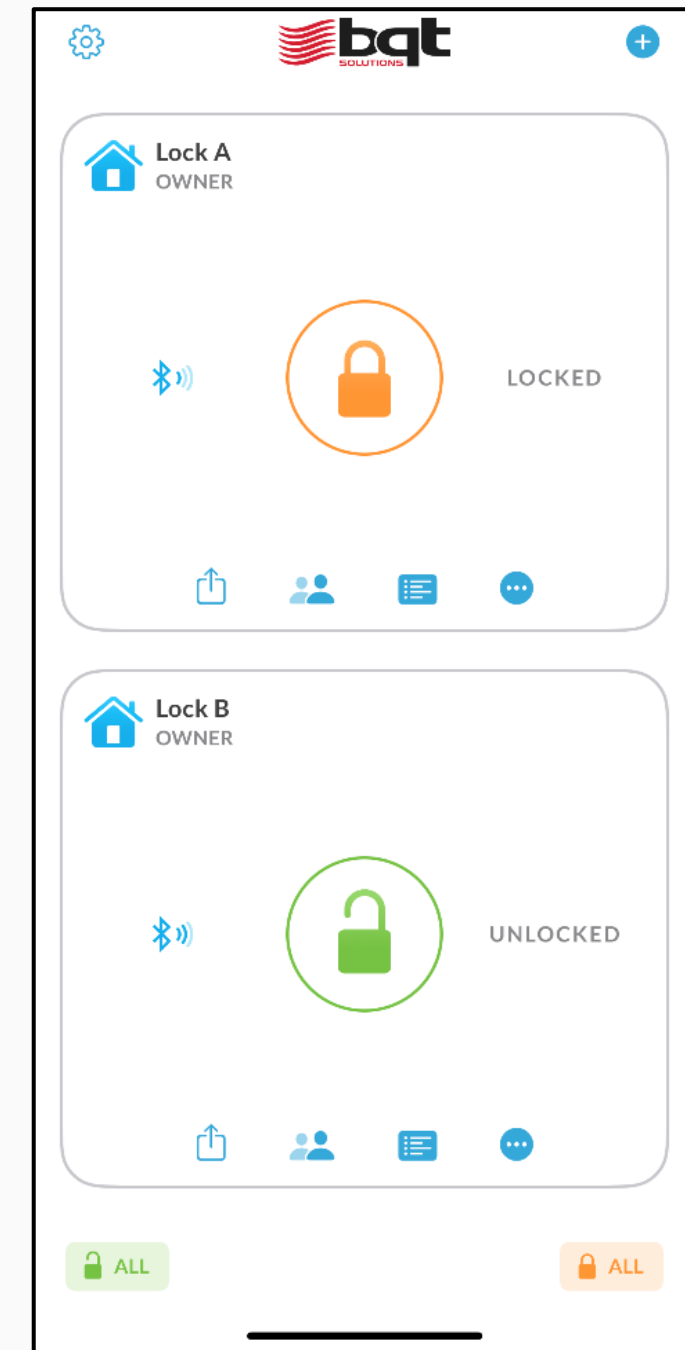 bqt
SOLUTIONS
Lock A
OWNER
LOCKED
Lock B
OWNER
UNLOCKED
ALL
ALL